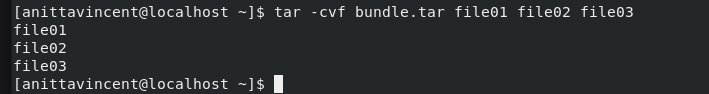 [anittavincent@localhost ~]$ tar -cvf bundle.tar file01 file02 file03
file01
file02
file03
[anittavincent@localhost ~]$